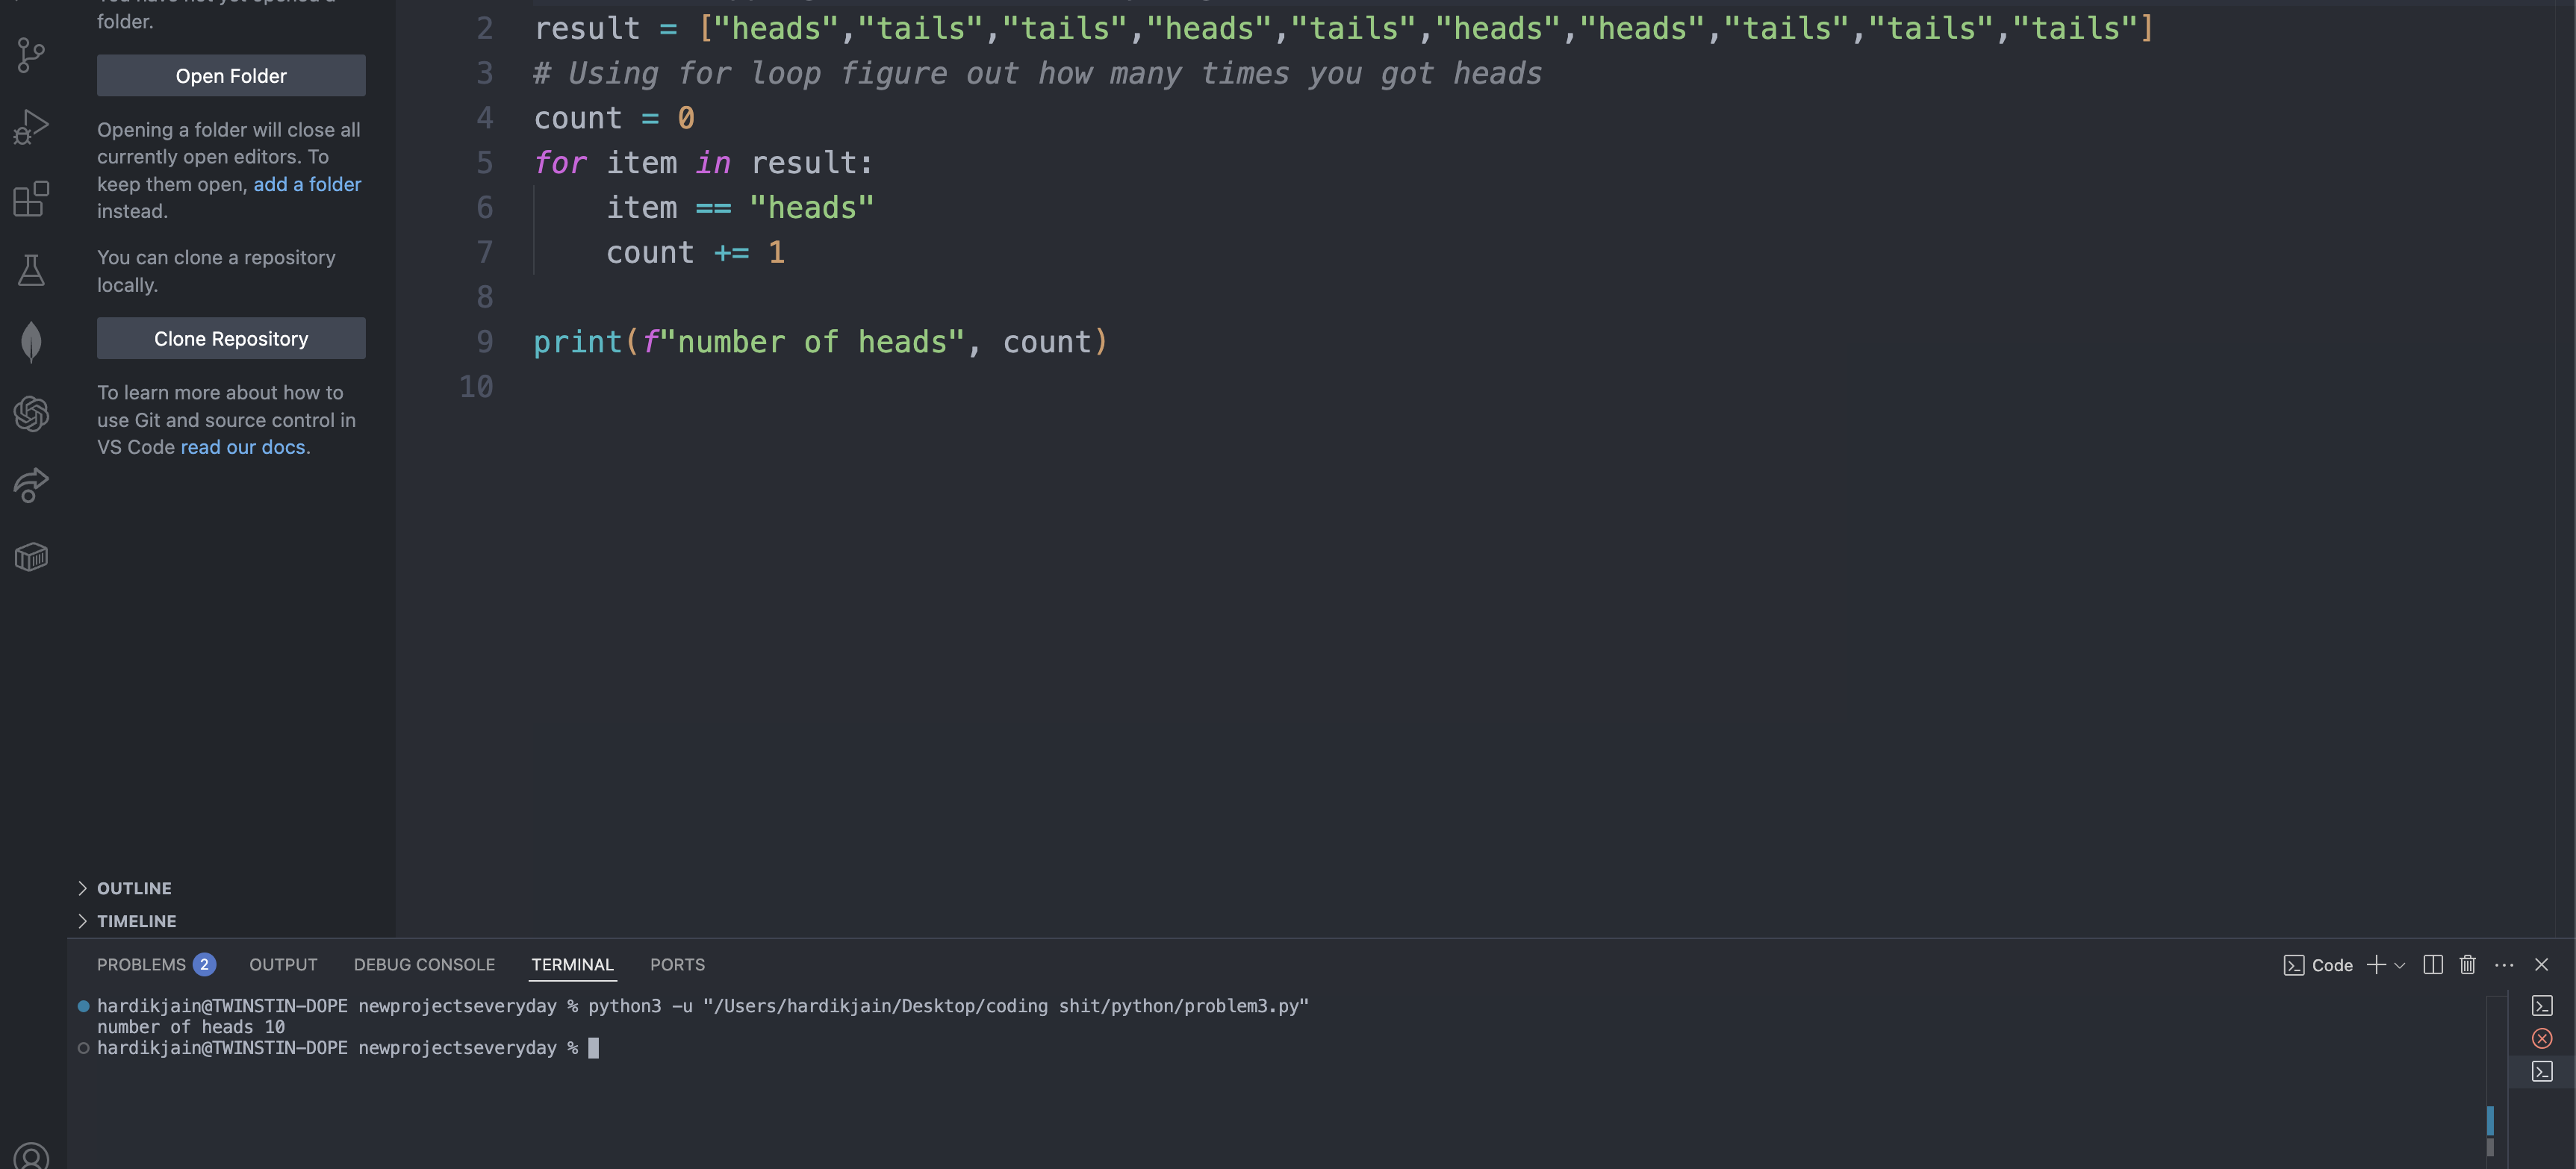 folder.
Open Folder
Opening a folder will close all
currently open editors. To
keep them open, add a folder
instead.
You can clone a repository
locally.
Clone Repository
To learn more about how to
use Git and source control in
VS Code read our docs.
OUTLINE
TIMELINE
2 result = ["heads","tails","tails","heads","tails","heads","heads","tails","tails","tails"]
3 # Using for loop figure out how many times you got heads
4 count = 0
5 for item in result:
6 item == "heads"
7 count += 1
8
9 print(f"number of heads", count)
10
PROBLEMS 2 OUTPUT DEBUG CONSOLE TERMINAL PORTS Code
hardikjain@TWINSTIN-DOPE newprojectseveryday % python3 -u "/Users/hardikjain/Desktop/coding shit/python/problem3.py"
number of heads 10
hardikjain@TWINSTIN-DOPE newprojectseveryday %